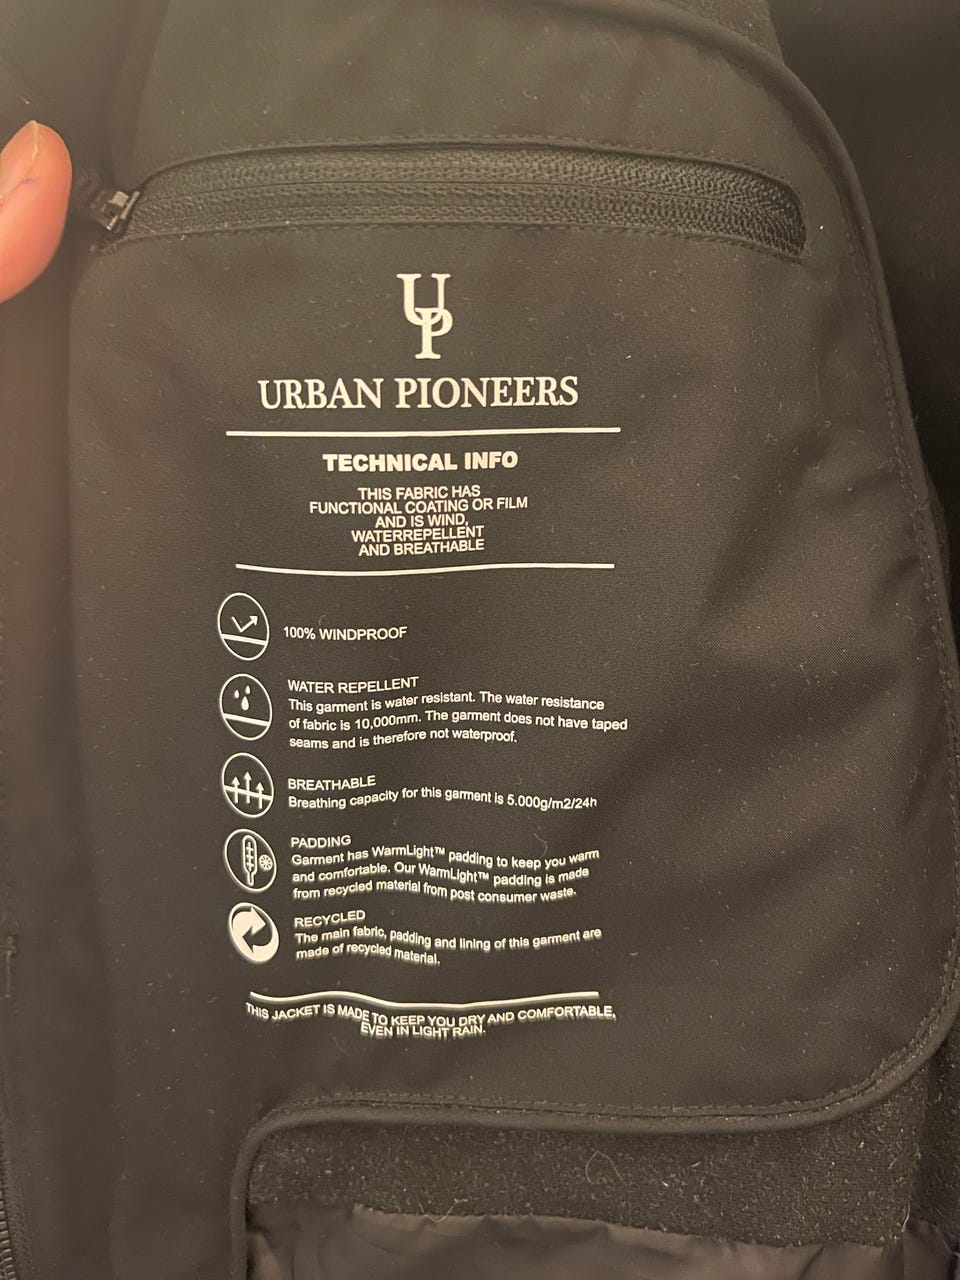 UP
URBAN PIONEERS
TECHNICAL INFO
THIS FABRIC HAS
FUNCTIONAL COATING OR FILM
AND IS WIND,
WATERREPELLENT
AND BREATHABLE
100% WINDPROOF
WATER REPELLENT
This garment is water resistant. The water resistance
of fabric is 10,000mm. The garment does not have taped
seams and is therefore not waterproof.
BREATHABLE
Breathing capacity for this garment is 5.000g/m2/24h
PADDING
Garment has WarmLight™ padding to keep you warm
and comfortable. Our WarmLight™ padding is made
from recycled material from post consumer waste.
RECYCLED
The main fabric, padding and lining of this garment are
made of recycled material.
THIS JACKET IS MADE TO KEEP YOU DRY AND COMFORTABLE,
EVEN IN LIGHT RAIN.